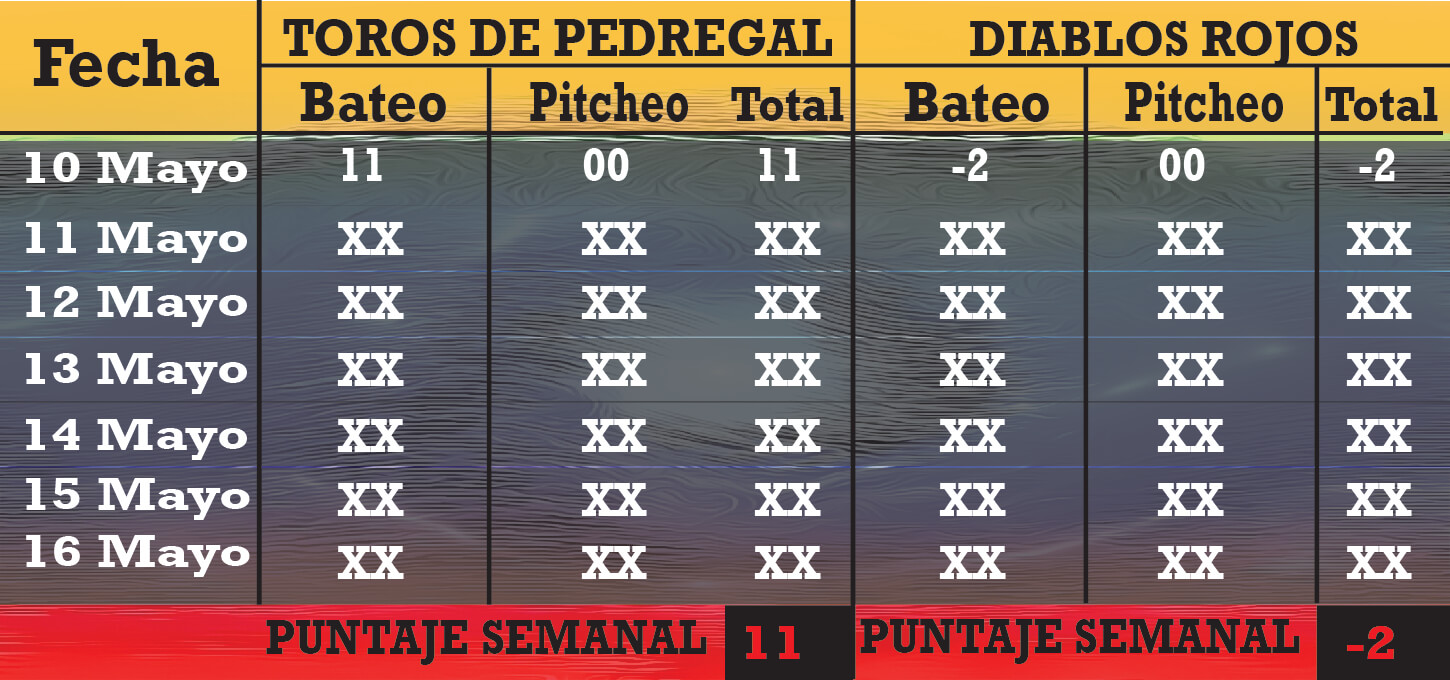 Fecha TOROS DE PEDREGAL DIABLOS ROJOS
Bateo Pitcheo Total Bateo Pitcheo Total
10 Mayo 11 00 11 -2 00 -2
11 Mayo XX XX XX XX XX XX
12 Mayo XX XX XX XX XX XX
13 Mayo XX XX XX XX XX XX
14 Mayo XX XX XX XX XX XX
15 Mayo XX XX XX XX XX XX
16 Mayo XX XX XX XX XX XX
PUNTAJE SEMANAL 11 PUNTAJE SEMANAL -2